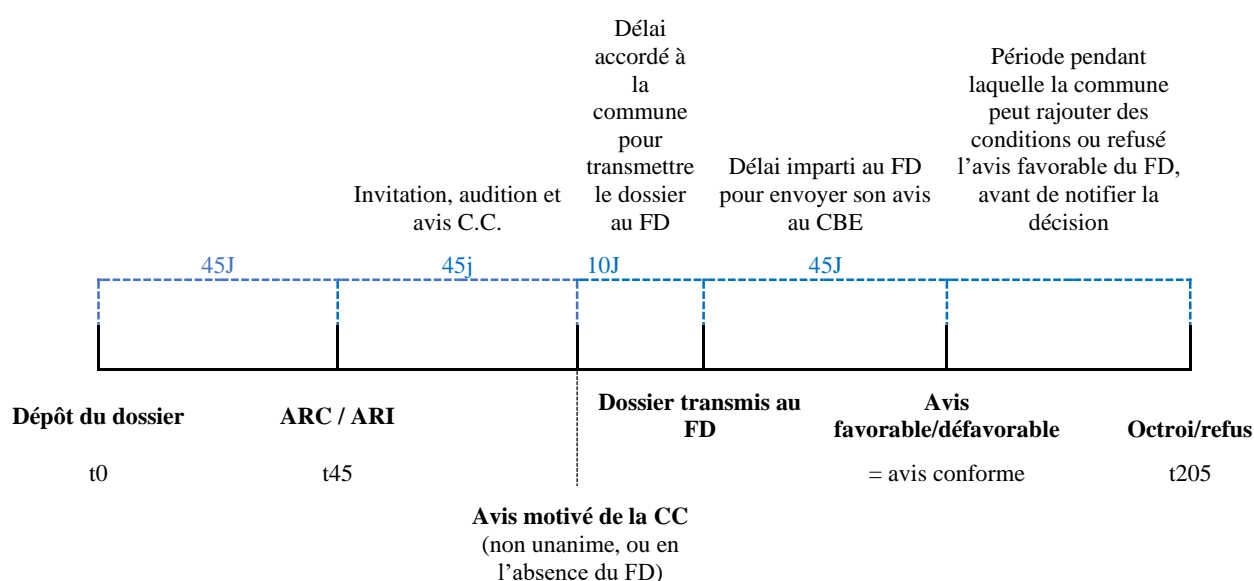 Délai
accordé à
la
commune
pour
transmettre
le dossier
au FD
Période pendant
laquelle la commune
peut rajouter des
conditions ou refusé
l’avis favorable du FD,
avant de notifier la
décision
Délai imparti au FD
pour envoyer son avis
au CBE
Invitation, audition et
avis C.C.
45J
45j
10J
45J
Dépôt du dossier
t0
ARC / ARI
t45
Dossier transmis au
FD
Avis
favorable/défavorable
= avis conforme
Octroi/refus
t205
Avis motivé de la CC
(non unanime, ou en
l’absence du FD)